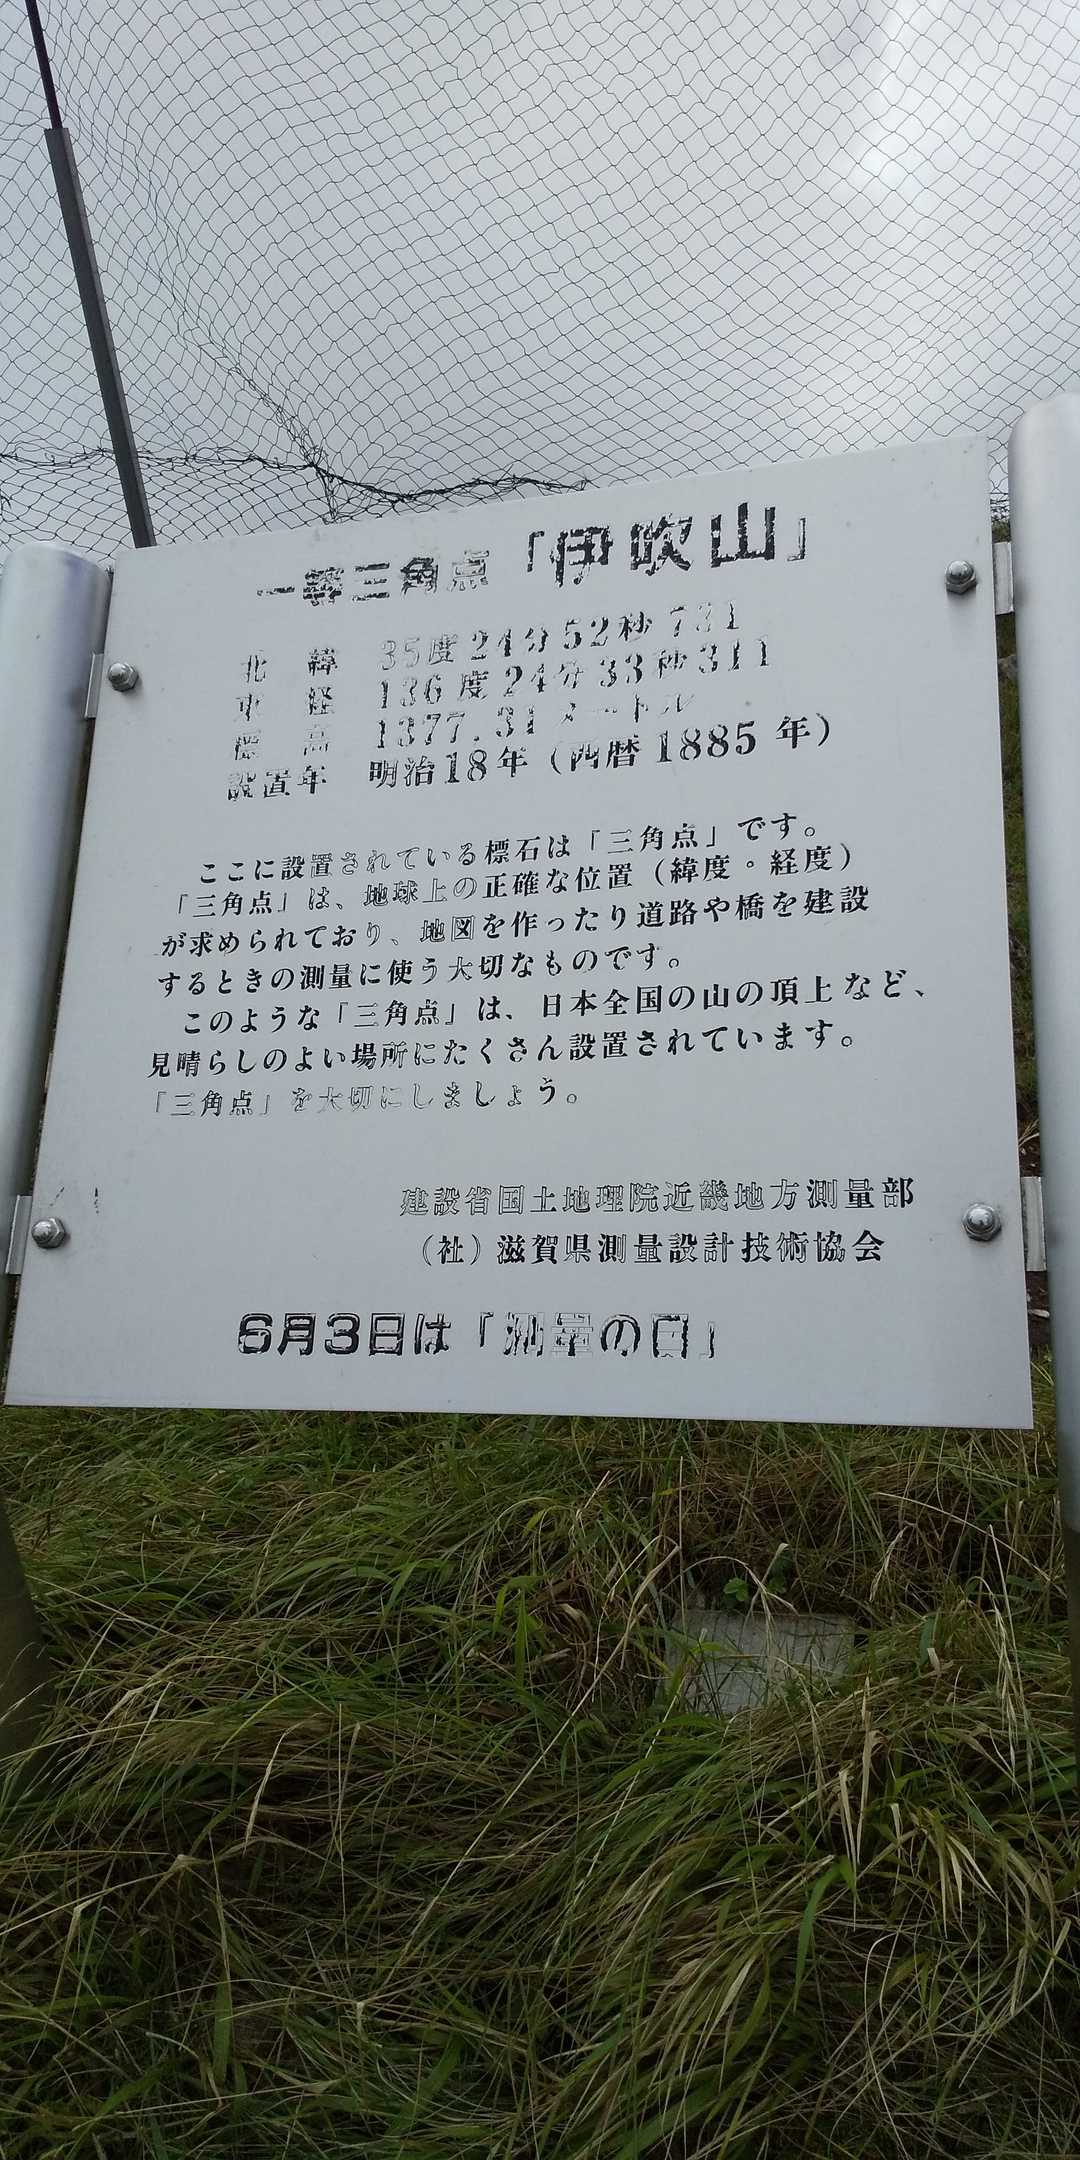 一等三角点「伊吹山」
北緯 35度24分52秒731
東経 136度24分33秒311
標高 1377.31メートル
設置年 明治18年(西暦1885年)
ここに設置されている標石は「三角点」です。
「三角点」は、地球上の正確な位置(緯度・経度)
が求められており、地図を作ったり道路や橋を建設
するときの測量に使う大切なものです。
このような「三角点」は、日本全国の山の頂上など、
見晴らしのよい場所にたくさん設置されています。
「三角点」を大切にしましょう。
建設省国土地理院近畿地方測量部
(社)滋賀県測量設計技術協会
6月3日は「測量の日」